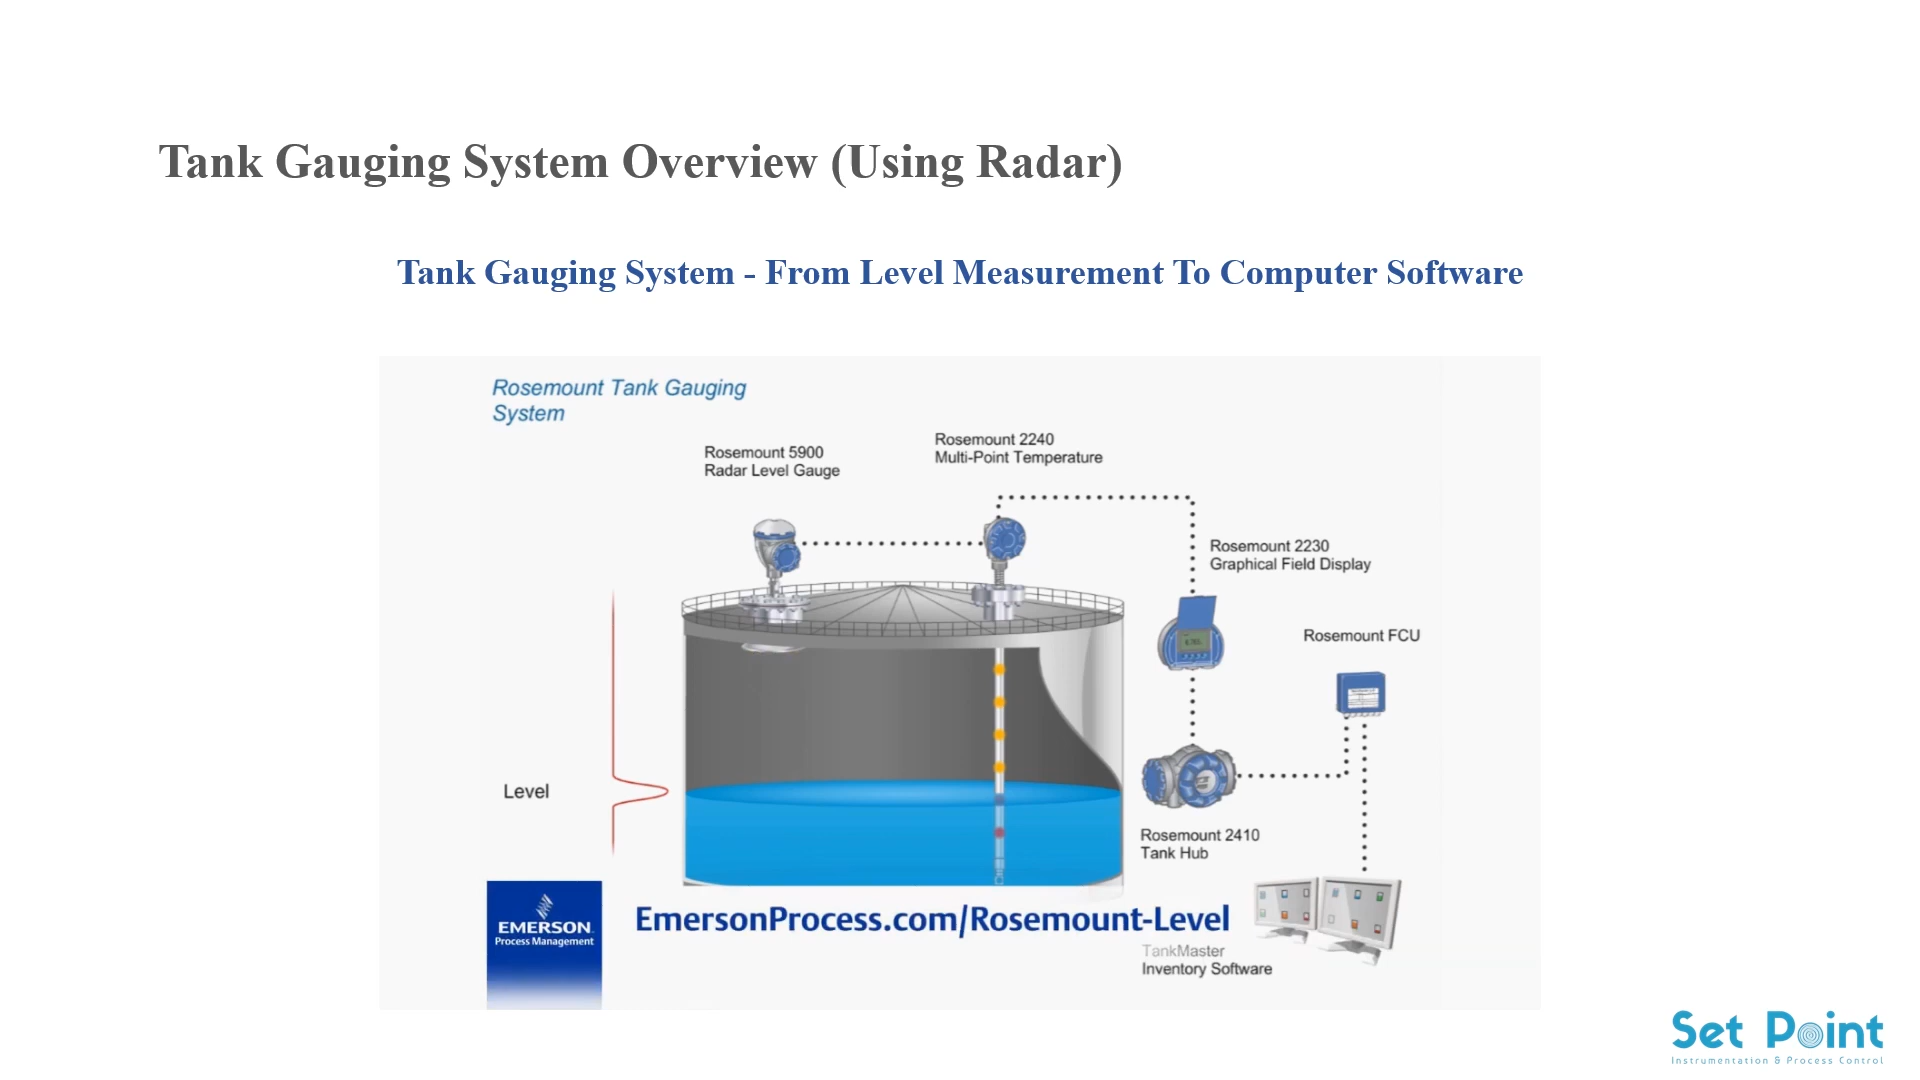 Tank Gauging System Overview (Using Radar)
Tank Gauging System - From Level Measurement To Computer Software
Rosemount Tank Gauging
System
Rosemount 5900
Radar Level Gauge
Rosemount 2240
Multi-Point Temperature
Rosemount 2230
Graphical Field Display
Rosemount FCU
Level
Rosemount 2410
Tank Hub
EMERSON
Process Management
EmersonProcess.com/Rosemount-Level
TankMaster
Inventory Software
Set Point
Instrumentation & Process Control